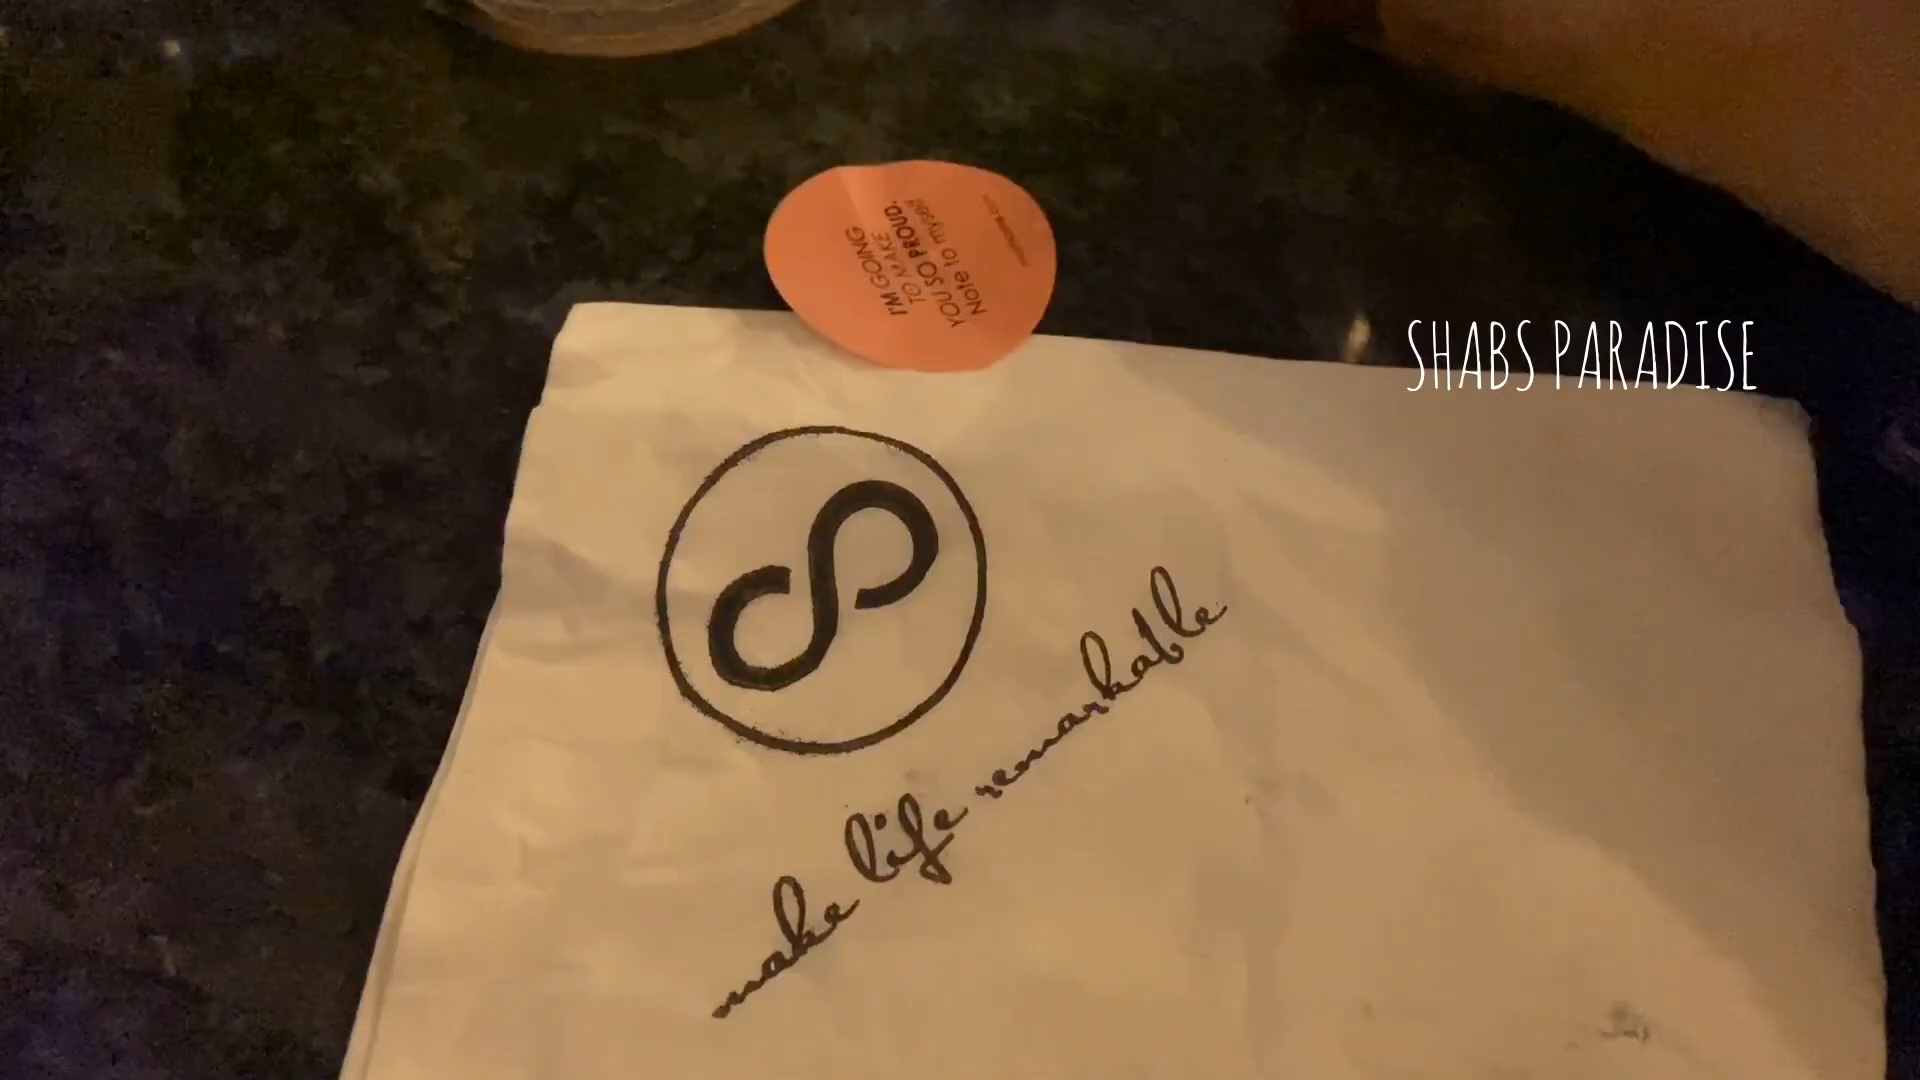 I'M GOING
TO MAKE
YOU SO PROUD.
Note to myself
SHABS PARADISE
make life remarkable